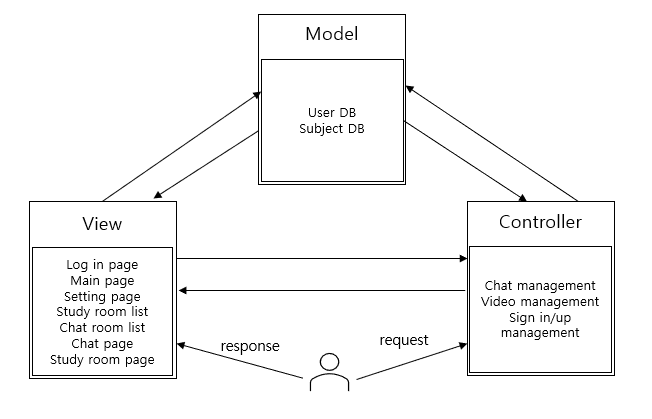 Model
User DB
Subject DB
View
Log in page
Main page
Setting page
Study room list
Chat room list
Chat page
Study room page
Controller
Chat management
Video management
Sign in/up
management
response
request